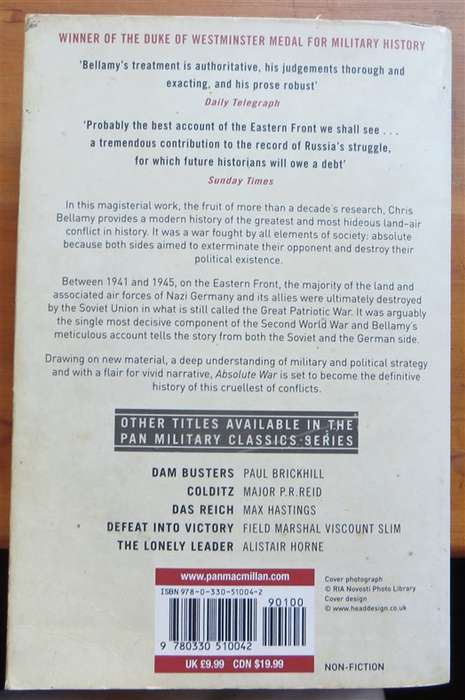 WINNER OF THE DUKE OF WESTMINSTER MEDAL FOR MILITARY HISTORY
'Bellamy's treatment is authoritative, his judgements thorough and
exacting, and his prose robust'
Daily Telegraph
'Probably the best account of the Eastern Front we shall see . . .
a tremendous contribution to the record of Russia's struggle,
for which future historians will owe a debt'
Sunday Times
In this magisterial work, the fruit of more than a decade's research, Chris
Bellamy provides a modern history of the greatest and most hideous land–air
conflict in history. It was a war fought by all elements of society: absolute
because both sides aimed to exterminate their opponent and destroy their
political existence.
Between 1941 and 1945, on the Eastern Front, the majority of the land and
associated air forces of Nazi Germany and its allies were ultimately destroyed
by the Soviet Union in what is still called the Great Patriotic War. It was arguably
the single most decisive component of the Second World War and Bellamy's
meticulous account tells the story from both the Soviet and the German side.
Drawing on new material, a deep understanding of military and political strategy
and with a flair for vivid narrative, Absolute War is set to become the definitive
history of this cruellest of conflicts.
OTHER TITLES AVAILABLE IN THE
PAN MILITARY CLASSICS SERIES
DAM BUSTERS PAUL BRICKHILL
COLDITZ MAJOR P.R.REID
DAS REICH MAX HASTINGS
DEFEAT INTO VICTORY FIELD MARSHAL VISCOUNT SLIM
THE LONELY LEADER ALISTAIR HORNE
www.panmacmillan.com
ISBN 978-0-330-51004-2
90100
9 780330 510042
UK £9.99 CDN $19.99
Cover photograph
© RIA Novosti Photo Library
Cover design
© www.headdesign.co.uk
NON-FICTION